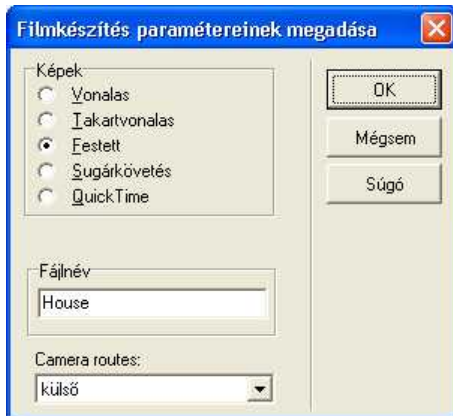 Filmkészítés paramétereinek megadása
Képek
Vonalas
Takartvonalas
Festett
Sugárkövetés
QuickTime
OK
Mégsem
Súgó
Fájlnév
House
Camera routes:
külső